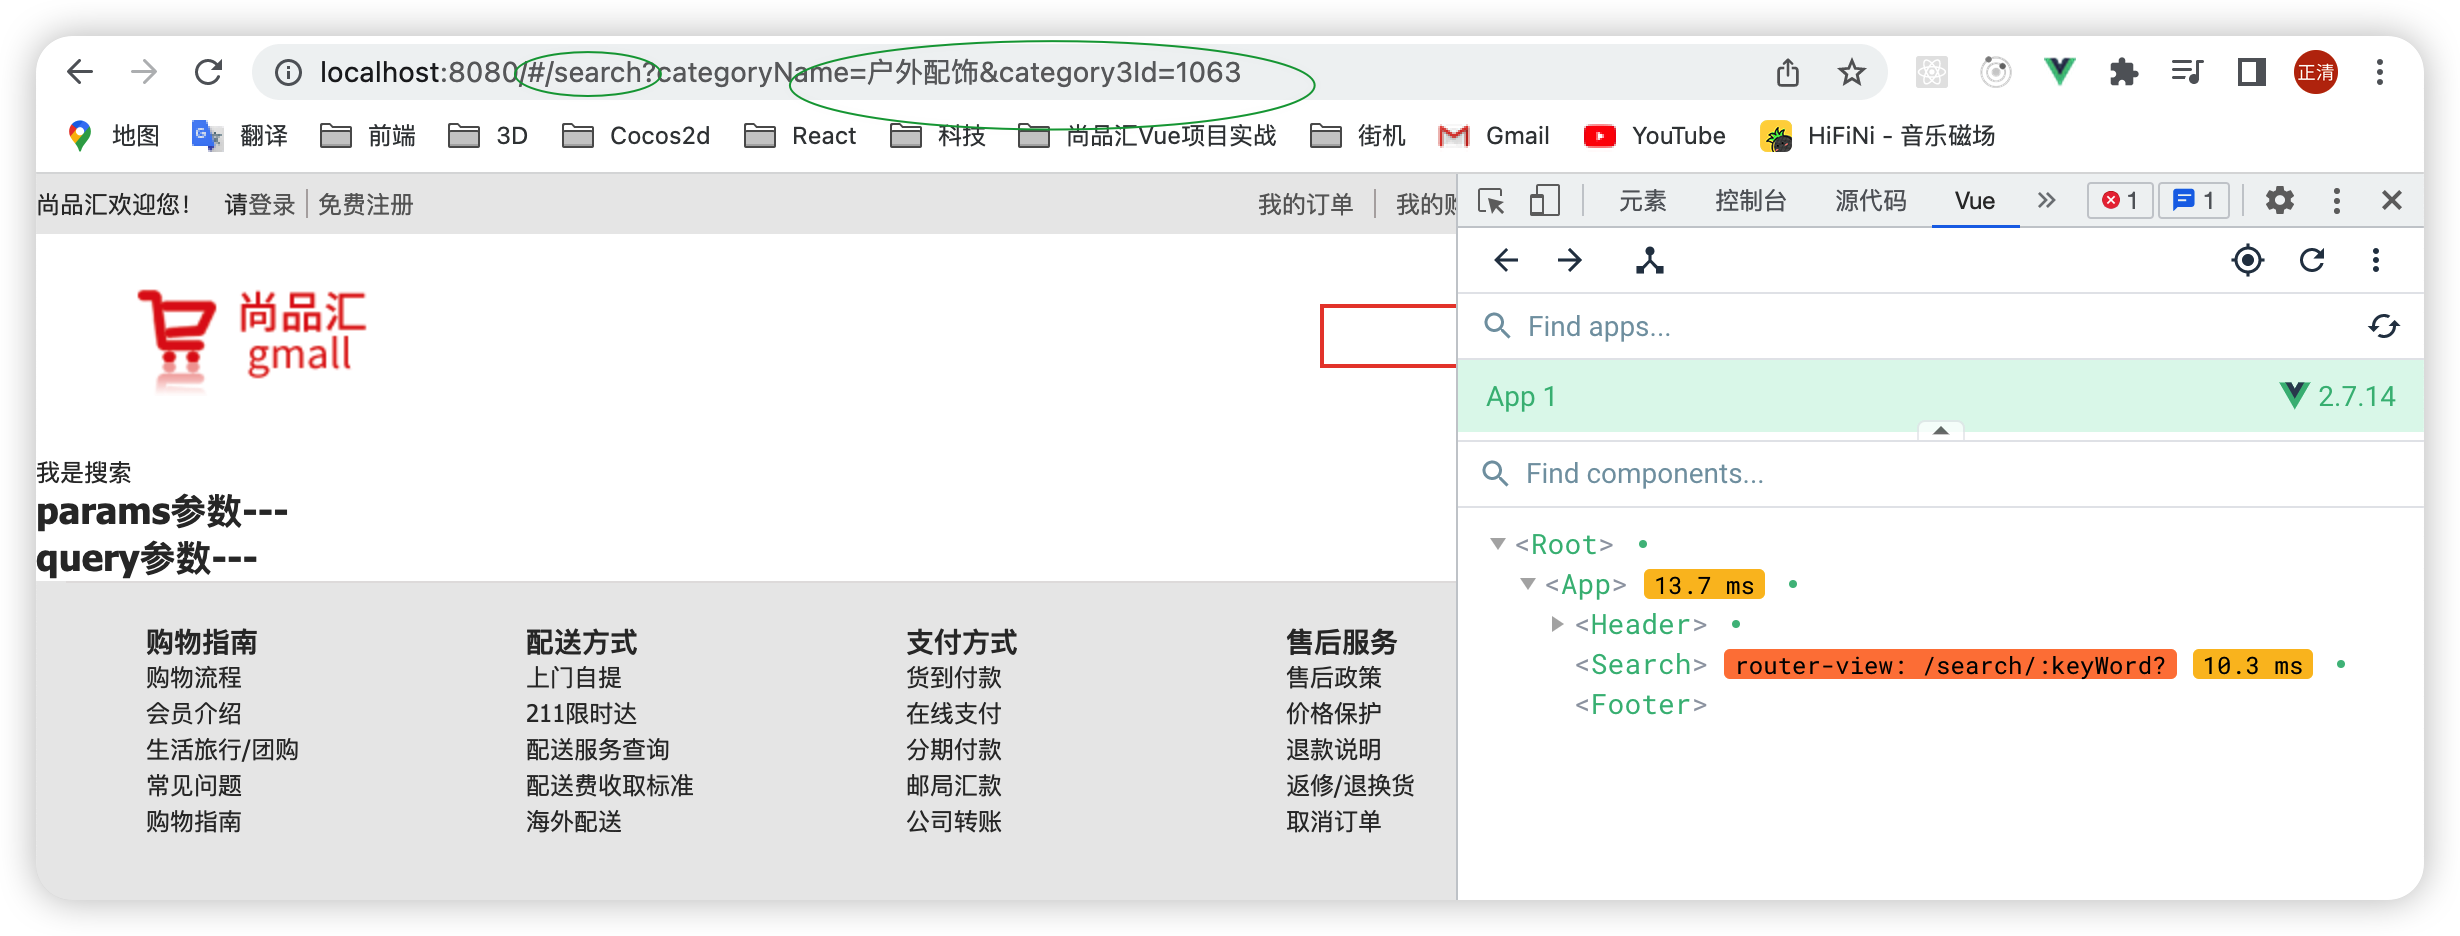 localhost:8080/#/search?categoryName=户外配饰&category3Id=1063
正清
地图 翻译 前端 3D Cocos2d React 科技 尚品汇Vue项目实战 街机 Gmail YouTube HiFiNi - 音乐磁场
尚品汇欢迎您! 请登录 免费注册 我的订单 我的购
元素 控制台 源代码 Vue 1 1
尚品汇
gmall
Find apps...
App 1 2.7.14
Find components...
我是搜索
params参数---
query参数---
<Root>
<App> 13.7 ms
<Header>
<Search> router-view: /search/:keyWord? 10.3 ms
<Footer>
购物指南 配送方式 支付方式 售后服务
购物流程 上门自提 货到付款 售后政策
会员介绍 211限时达 在线支付 价格保护
生活旅行/团购 配送服务查询 分期付款 退款说明
常见问题 配送费收取标准 邮局汇款 返修/退换货
购物指南 海外配送 公司转账 取消订单